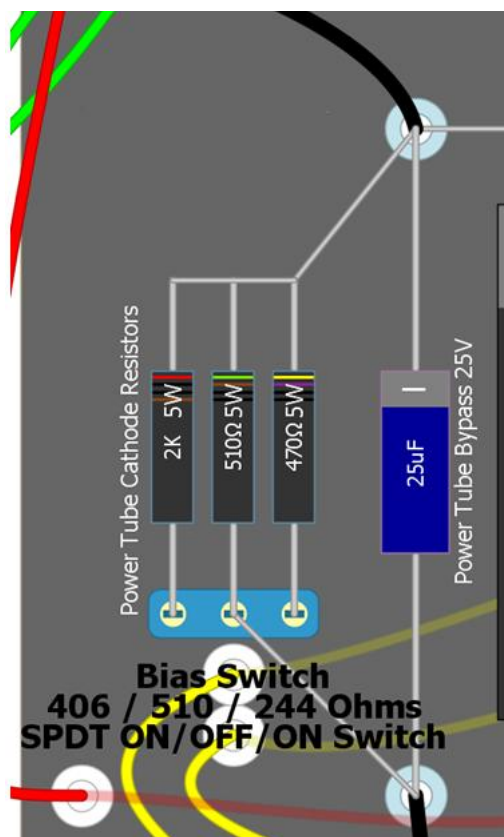 Power Tube Cathode Resistors
2K 5W
510Ω 5W
470Ω 5W
25uF
Power Tube Bypass 25V
Bias Switch
406 / 510 / 244 Ohms
SPDT ON/OFF/ON Switch